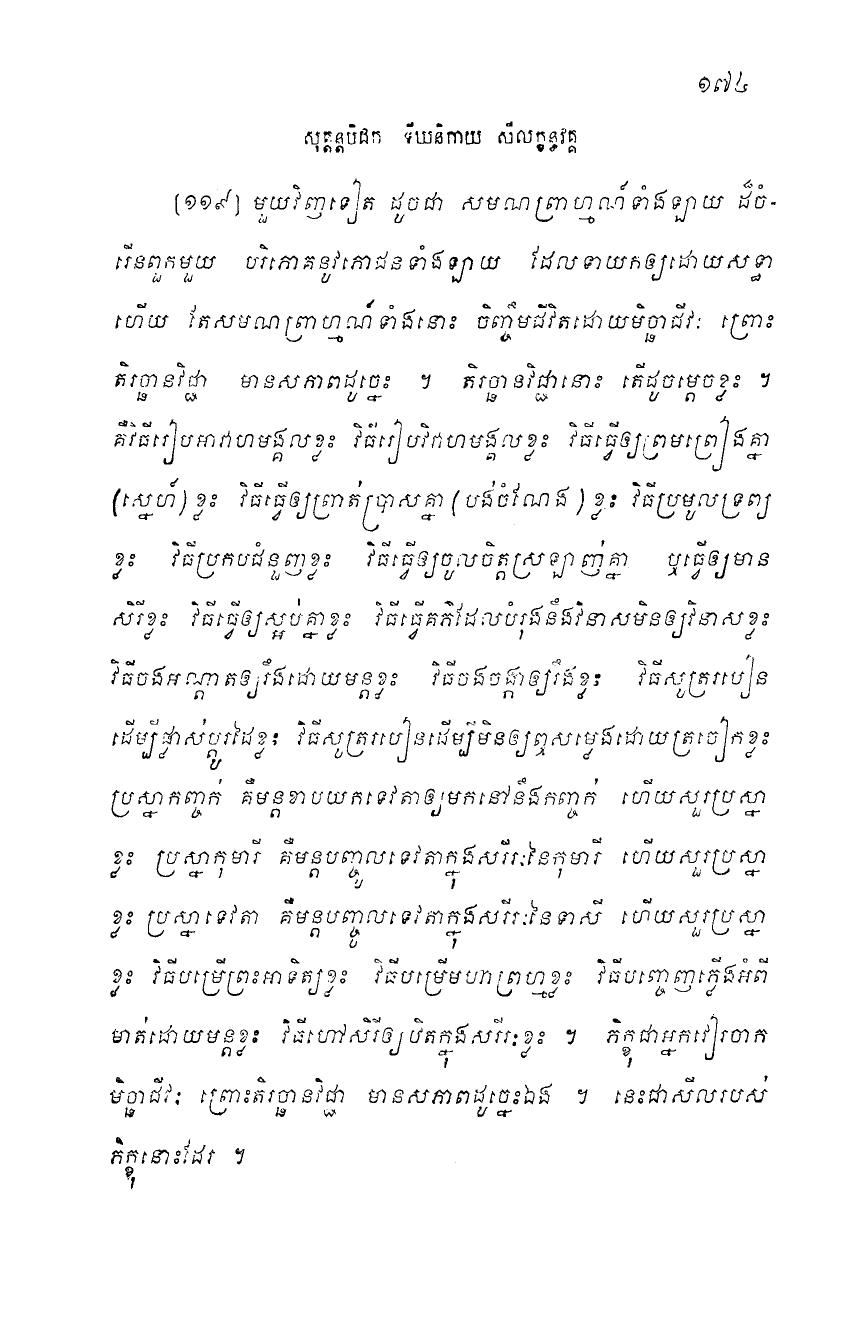 ១៧៤
សុត្តន្តបិដក ទីឃនិកាយ សីលក្ខន្ធវគ្គ
[១១៩] មួយវិញទៀត ដូចជា សមណព្រាហ្មណ៍ទាំងឡាយ ដ៏ចំ-
រើនពួកមួយ បរិភោគនូវភោជនទាំងឡាយ ដែលទាយកឲ្យដោយសទ្ធា
ហើយ តែសមណព្រាហ្មណ៍ទាំងនោះ ចិញ្ចឹមជីវិតដោយមិច្ឆាជីវៈ ព្រោះ
តិរច្ឆានវិជ្ជា មានសភាពដូច្នេះ ។ តិរច្ឆានវិជ្ជានោះ តើដូចម្តេចខ្លះ ។
គឺវិធីរៀបអាវាហមង្គលខ្លះ វិធីរៀបវិវាហមង្គលខ្លះ វិធីធ្វើឲ្យព្រមព្រៀងគ្នា
(ស្នេហ៍) ខ្លះ វិធីធ្វើឲ្យព្រាត់ប្រាសគ្នា (បង់ចំណែង) ខ្លះ វិធីប្រមូលទ្រព្យ
ខ្លះ វិធីប្រកបជំនួញខ្លះ វិធីធ្វើឲ្យចូលចិត្តស្រឡាញ់គ្នា ឬធ្វើឲ្យមាន
សិរីខ្លះ វិធីធ្វើឲ្យស្អប់គ្នាខ្លះ វិធីធ្វើគភ៌ដែលបំរុងនឹងវិនាសមិនឲ្យវិនាសខ្លះ
វិធីចងអណ្តាតឲ្យរឹងដោយមន្តខ្លះ វិធីចងចង្កាឲ្យរឹងខ្លះ វិធីសូត្ររបៀន
ដើម្បីផ្លាស់ប្តូរដៃខ្លះ វិធីសូត្ររបៀនដើម្បីមិនឲ្យឮសម្លេងដោយត្រចៀកខ្លះ
ប្រស្នាកញ្ចក់ គឺមន្តខាបយកទេវតាឲ្យមកនៅនឹងកញ្ចក់ ហើយសួរប្រស្នា
ខ្លះ ប្រស្នាកុមារី គឺមន្តបញ្ចូលទេវតាក្នុងសរីរៈនៃកុមារី ហើយសួរប្រស្នា
ខ្លះ ប្រស្នាទេវតា គឺមន្តបញ្ចូលទេវតាក្នុងសរីរៈនៃទាសី ហើយសួរប្រស្នា
ខ្លះ វិធីបម្រើព្រះអាទិត្យខ្លះ វិធីបម្រើមហាព្រហ្មខ្លះ វិធីបញ្ចេញភ្លើងអំពី
មាត់ដោយមន្តខ្លះ វិធីហៅសិរីឲ្យឋិតក្នុងសរីរៈខ្លះ ។ ភិក្ខុជាអ្នកវៀរចាក
មិច្ឆាជីវៈ ព្រោះតិរច្ឆានវិជ្ជា មានសភាពដូច្នេះឯង ។ នេះជាសីលរបស់
ភិក្ខុនោះដែរ ។